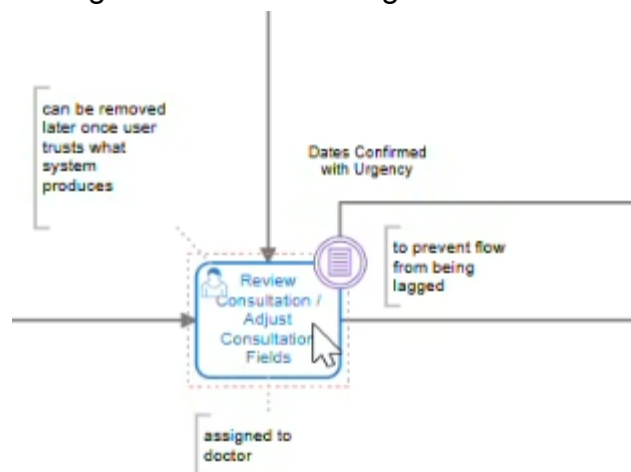 can be removed
later once user
trusts what
system
produces
Dates Confirmed
with Urgency
to prevent flow
from being
lagged
Review
Consultation /
Adjust
Consultation
Fields
assigned to
doctor